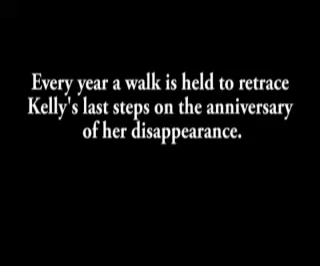 Every year a walk is held to retrace
Kelly's last steps on the anniversary
of her disappearance.